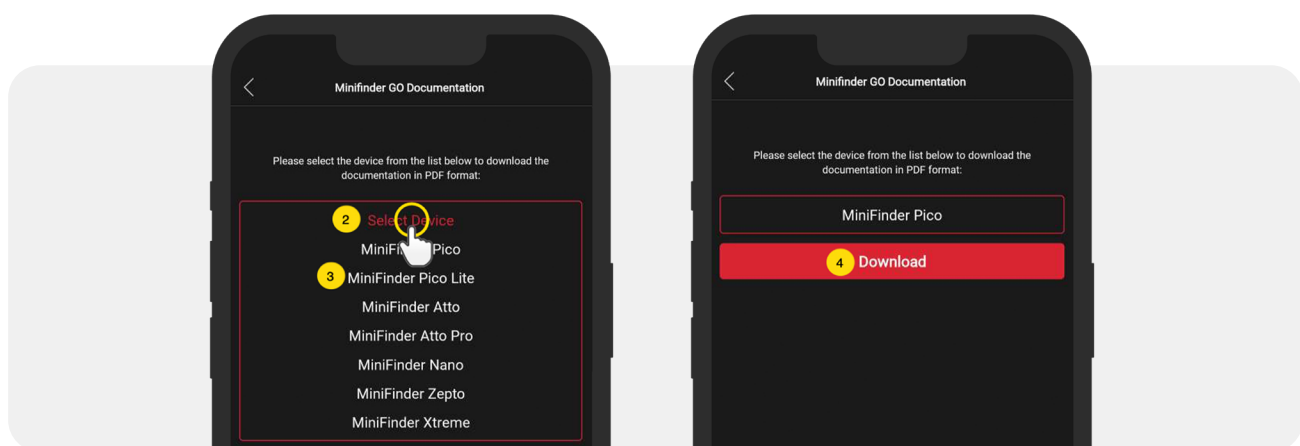 Minifinder GO Documentation
Please select the device from the list below to download the
documentation in PDF format:
2 Select Device
MiniFinder Pico
3 MiniFinder Pico Lite
MiniFinder Atto
MiniFinder Atto Pro
MiniFinder Nano
MiniFinder Zepto
MiniFinder Xtreme
Minifinder GO Documentation
Please select the device from the list below to download the
documentation in PDF format:
MiniFinder Pico
4 Download